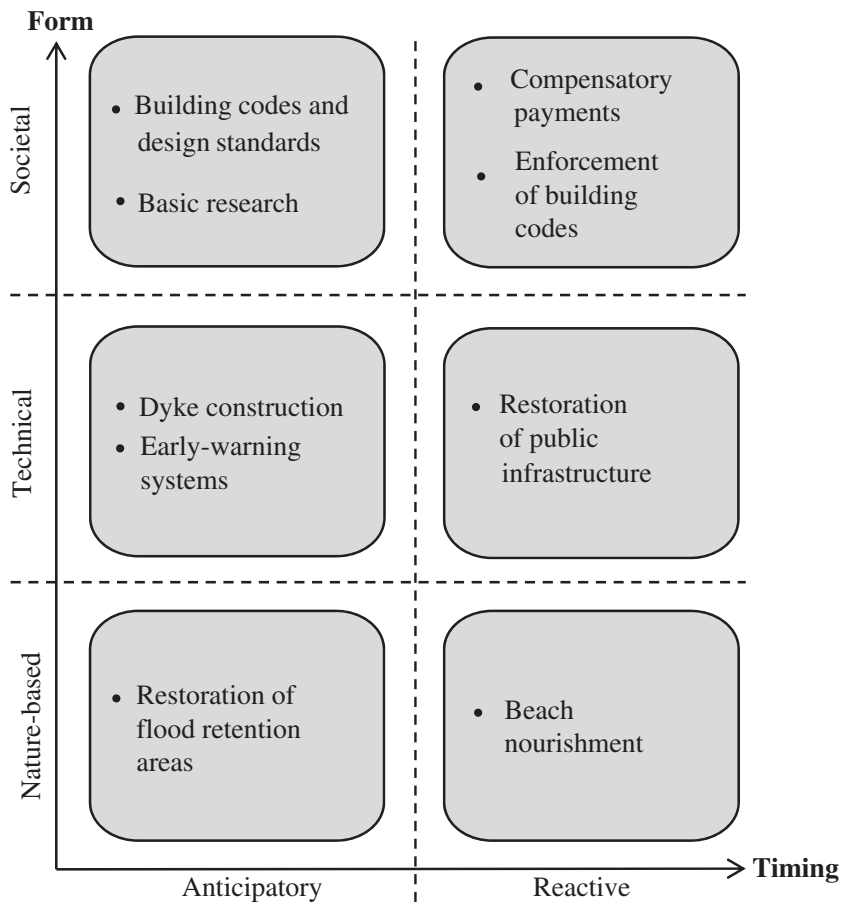 Form
Societal
• Building codes and
design standards
• Basic research
• Compensatory
payments
• Enforcement
of building
codes
Technical
• Dyke construction
• Early-warning
systems
• Restoration
of public
infrastructure
Nature-based
• Restoration of
flood retention
areas
• Beach
nourishment
Timing
Anticipatory
Reactive